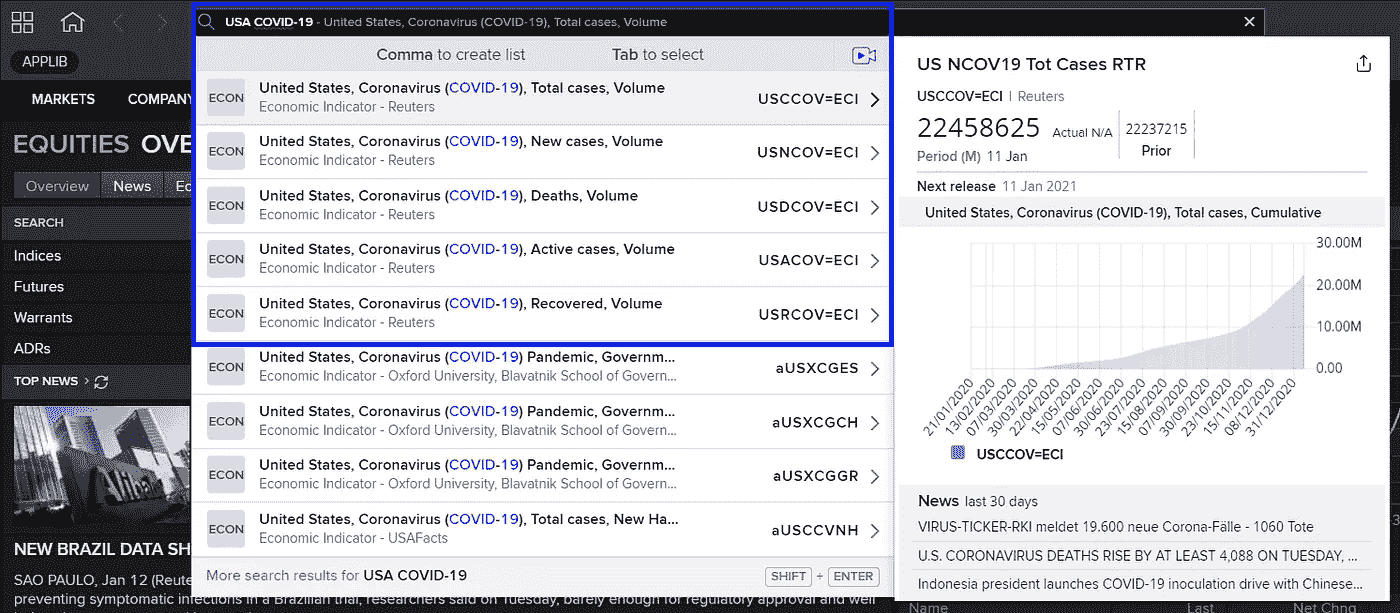 USA COVID-19 - United States, Coronavirus (COVID-19), Total cases, Volume
APPLIB
MARKETS COMPANY
EQUITIES OVE
Overview News Ec
SEARCH
Indices
Futures
Warrants
ADRs
TOP NEWS
NEW BRAZIL DATA SH
SAO PAULO, Jan 12 (Reute
preventing symptomatic infections in a Brazilian trial, researchers said on Tuesday, barely enough for regulatory approval and well
Comma to create list Tab to select
ECON United States, Coronavirus (COVID-19), Total cases, Volume USCCOV=ECI
Economic Indicator - Reuters
ECON United States, Coronavirus (COVID-19), New cases, Volume USNCOV=ECI
Economic Indicator - Reuters
ECON United States, Coronavirus (COVID-19), Deaths, Volume USDCOV=ECI
Economic Indicator - Reuters
ECON United States, Coronavirus (COVID-19), Active cases, Volume USACOV=ECI
Economic Indicator - Reuters
ECON United States, Coronavirus (COVID-19), Recovered, Volume USRCOV=ECI
Economic Indicator - Reuters
ECON United States, Coronavirus (COVID-19) Pandemic, Governm... aUSXCGES
Economic Indicator - Oxford University, Blavatnik School of Govern...
ECON United States, Coronavirus (COVID-19) Pandemic, Governm... aUSXCGCH
Economic Indicator - Oxford University, Blavatnik School of Govern...
ECON United States, Coronavirus (COVID-19) Pandemic, Governm... aUSXCGGR
Economic Indicator - Oxford University, Blavatnik School of Govern...
ECON United States, Coronavirus (COVID-19), Total cases, New Ha... aUSCCVNH
Economic Indicator - USAFacts
More search results for USA COVID-19 SHIFT + ENTER
US NCOV19 Tot Cases RTR
USCCOV=ECI | Reuters
22458625 Actual N/A 22237215
Prior
Period (M) 11 Jan
Next release 11 Jan 2021
United States, Coronavirus (COVID-19), Total cases, Cumulative
30.00M
20.00M
10.00M
0.00
21/01/2020 13/02/2020 07/03/2020 30/03/2020 22/04/2020 15/05/2020 07/06/2020 30/06/2020 23/07/2020 15/08/2020 07/09/2020 30/09/2020 23/10/2020 15/11/2020 08/12/2020 31/12/2020
USCCOV=ECI
News last 30 days
VIRUS-TICKER-RKI meldet 19.600 neue Corona-Fälle - 1060 Tote
U.S. CORONAVIRUS DEATHS RISE BY AT LEAST 4,088 ON TUESDAY, ...
Indonesia president launches COVID-19 inoculation drive with Chinese...
Name Last Net Chng